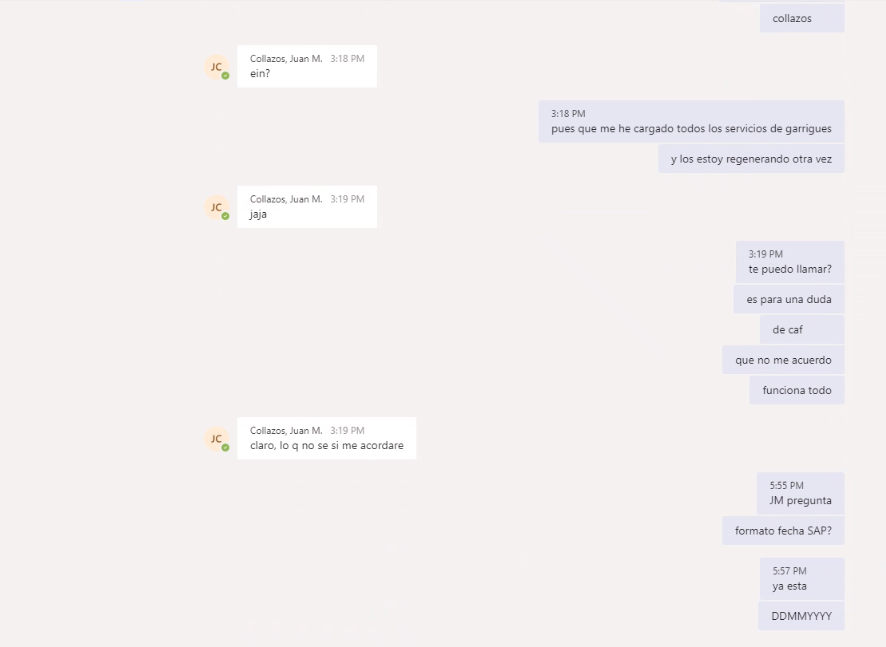 collazos
JC
Collazos, Juan M. 3:18 PM
ein?
3:18 PM
pues que me he cargado todos los servicios de garrigues
y los estoy regenerando otra vez
JC
Collazos, Juan M. 3:19 PM
jaja
3:19 PM
te puedo llamar?
es para una duda
de caf
que no me acuerdo
funciona todo
JC
Collazos, Juan M. 3:19 PM
claro, lo q no se si me acordare
5:55 PM
JM pregunta
formato fecha SAP?
5:57 PM
ya esta
DDMMYYYY